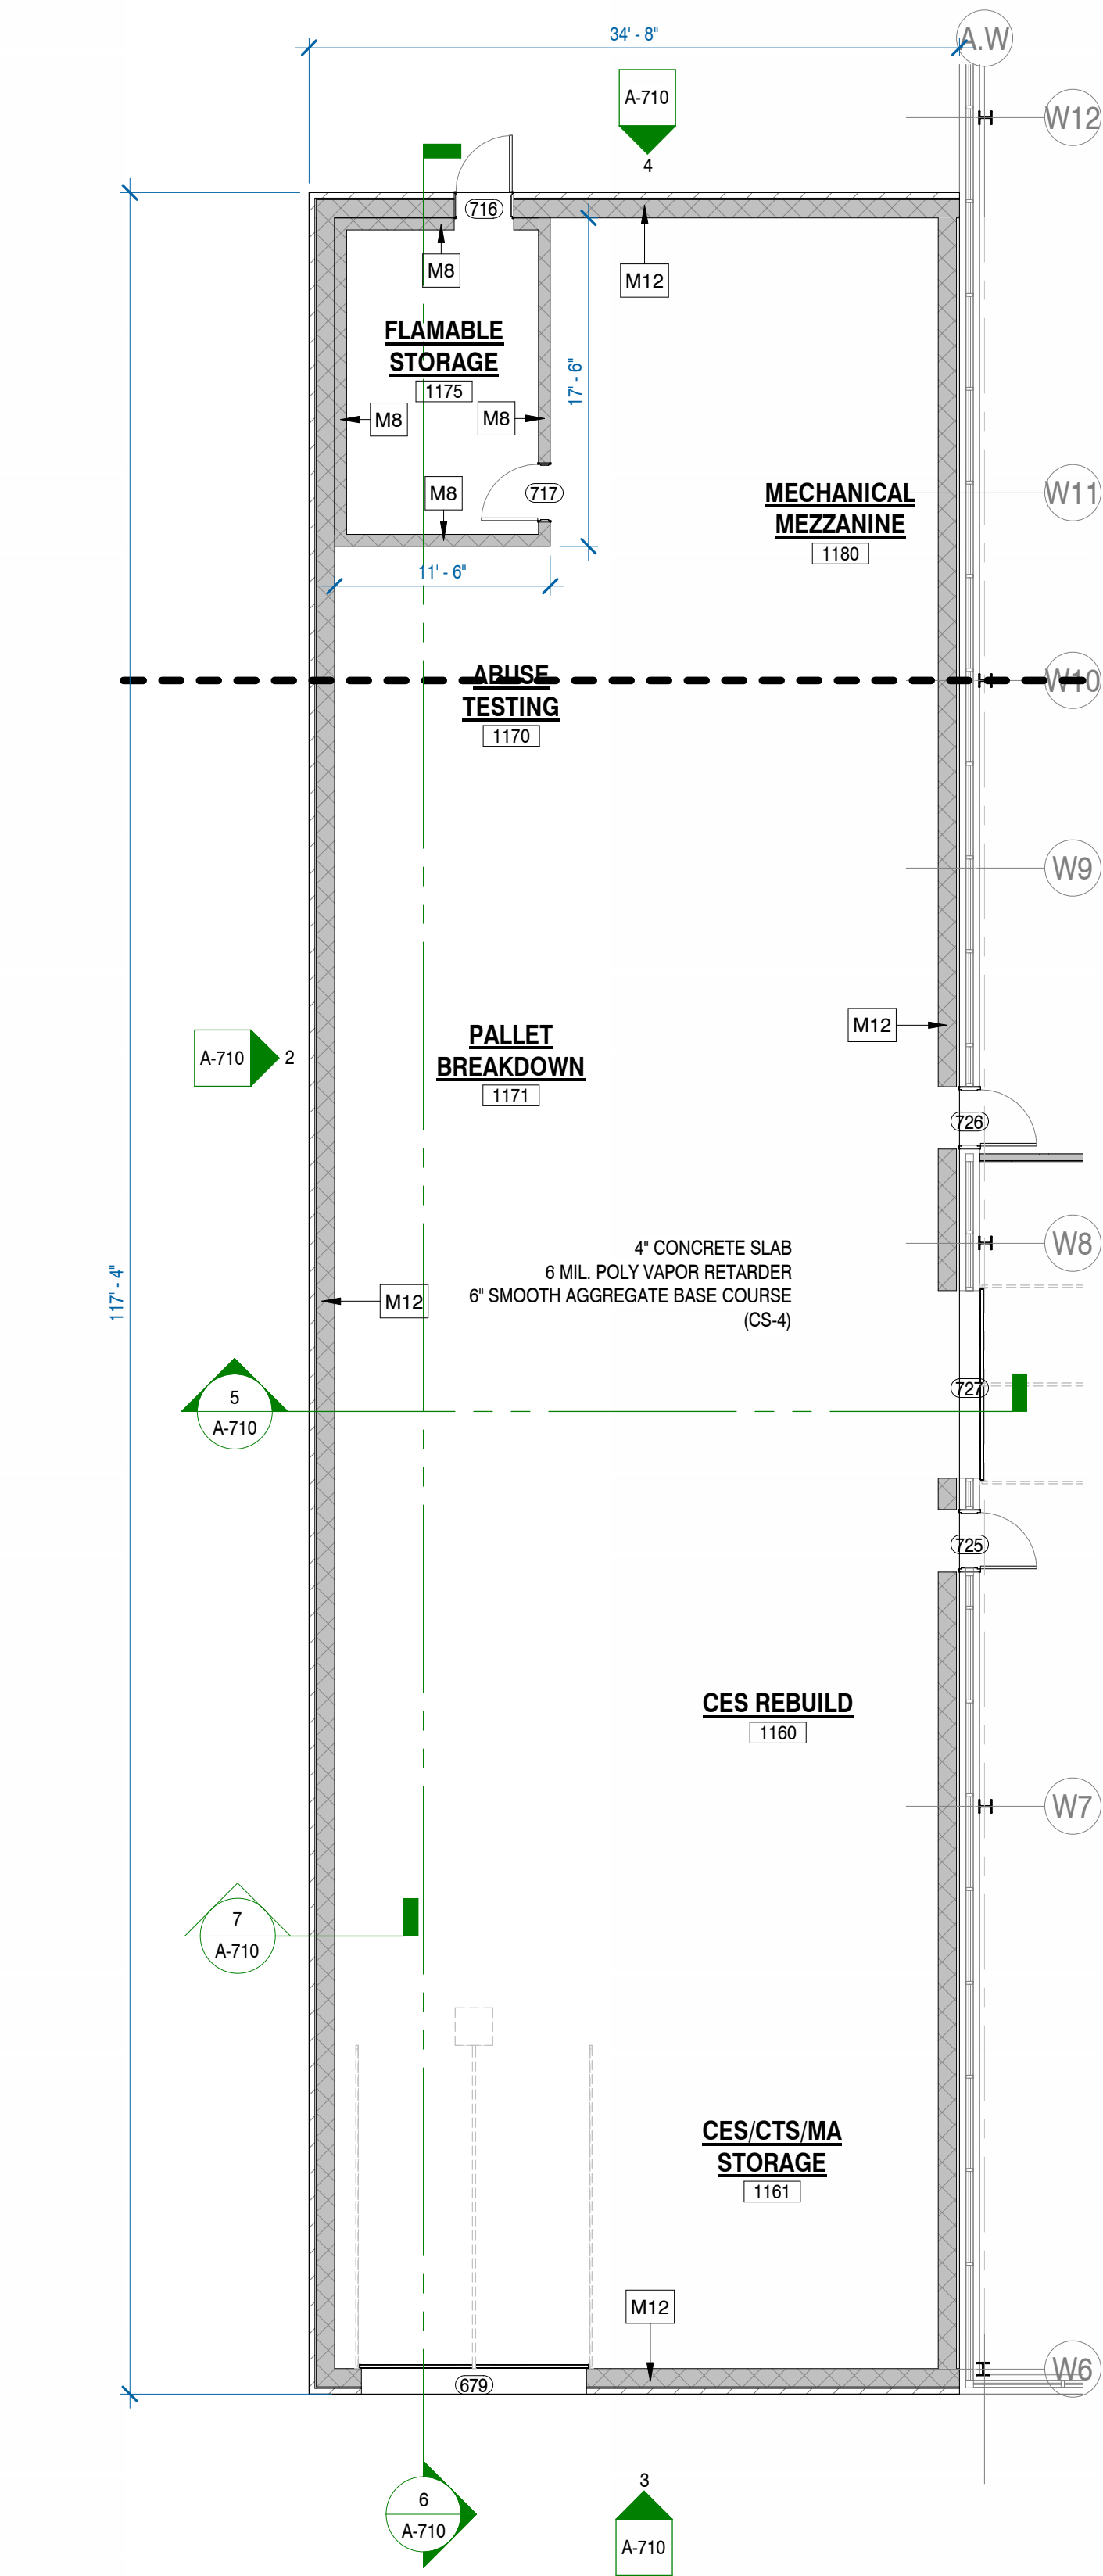 34' - 8"
A.W
A-710
4
W12
716
M8
M12
FLAMABLE
STORAGE
1175
17' - 6"
M8
M8
M8
717
MECHANICAL
MEZZANINE
1180
W11
11' - 6"
ABUSE
TESTING
1170
W10
W9
M12
PALLET
BREAKDOWN
1171
A-710
2
726
4" CONCRETE SLAB
6 MIL. POLY VAPOR RETARDER
6" SMOOTH AGGREGATE BASE COURSE
(CS-4)
W8
117' - 4"
M12
5
A-710
727
725
CES REBUILD
1160
W7
7
A-710
CES/CTS/MA
STORAGE
1161
M12
679
W6
6
A-710
3
A-710